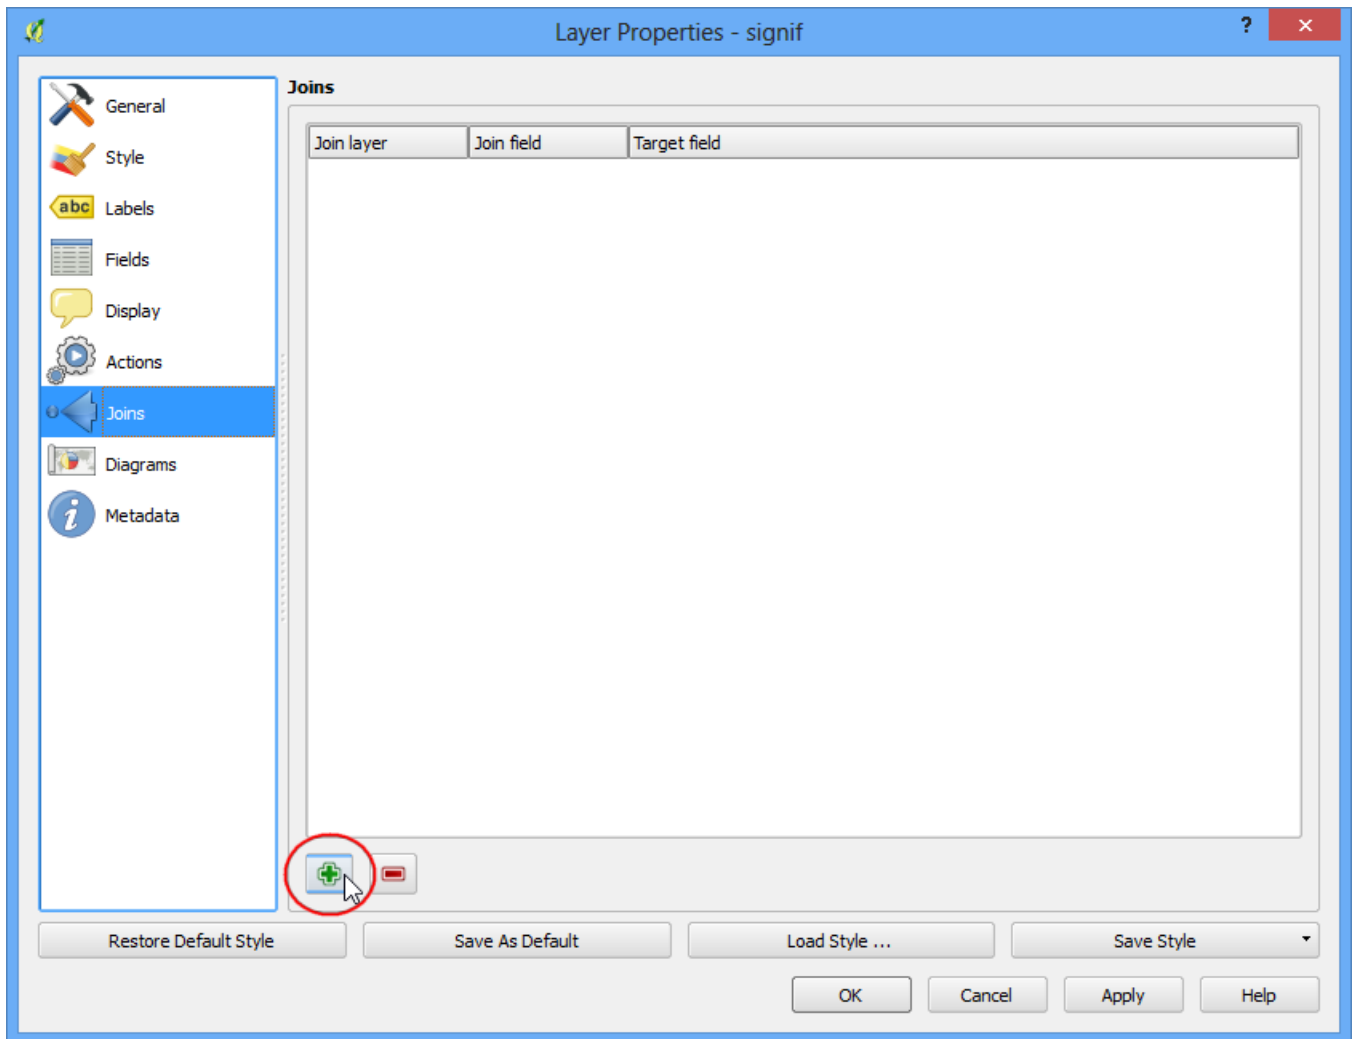 Layer Properties - signif
?
General
Style
abc Labels
Fields
Display
Actions
Joins
Diagrams
i Metadata
Joins
Join layer Join field Target field
Restore Default Style Save As Default Load Style ... Save Style
OK Cancel Apply Help